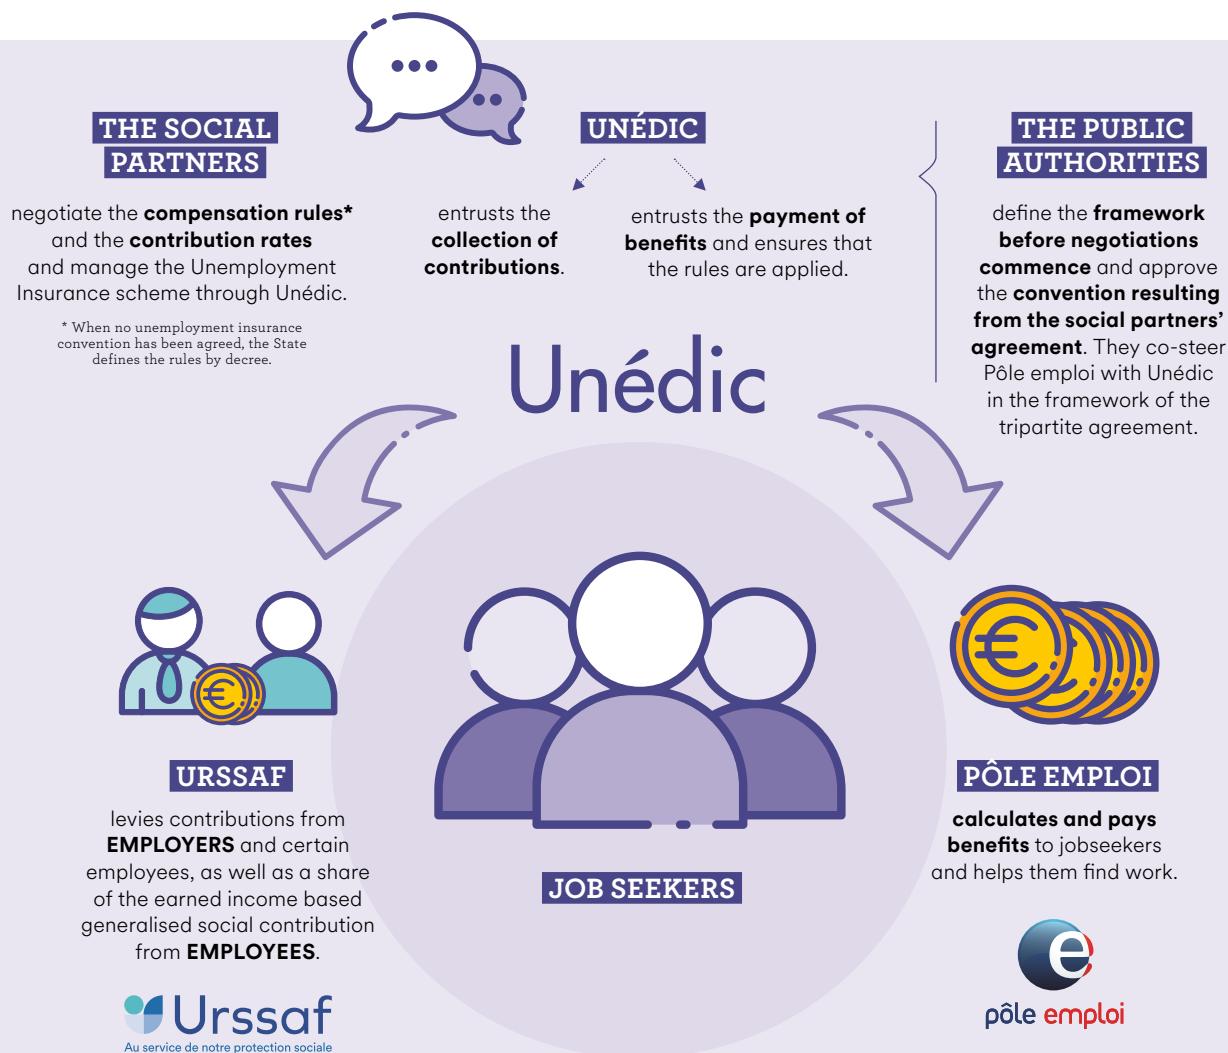 THE SOCIAL
PARTNERS
negotiate the compensation rules*
and the contribution rates
and manage the Unemployment
Insurance scheme through Unédic.
* When no unemployment insurance
convention has been agreed, the State
defines the rules by decree.
UNÉDIC
entrusts the
collection of
contributions.
entrusts the payment of
benefits and ensures that
the rules are applied.
THE PUBLIC
AUTHORITIES
define the framework
before negotiations
commence and approve
the convention resulting
from the social partners’
agreement. They co-steer
Pôle emploi with Unédic
in the framework of the
tripartite agreement.
Unédic
URSSAF
levies contributions from
EMPLOYERS and certain
employees, as well as a share
of the earned income based
generalised social contribution
from EMPLOYEES.
Urssaf
Au service de notre protection sociale
JOB SEEKERS
PÔLE EMPLOI
calculates and pays
benefits to jobseekers
and helps them find work.
e
pôle emploi